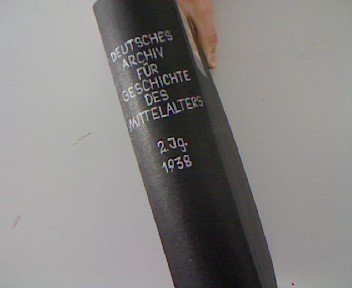 DEUTSCHES
ARCHIV
FÜR
GESCHICHTE
DES
MITTELALTERS
2.Jg.
1938